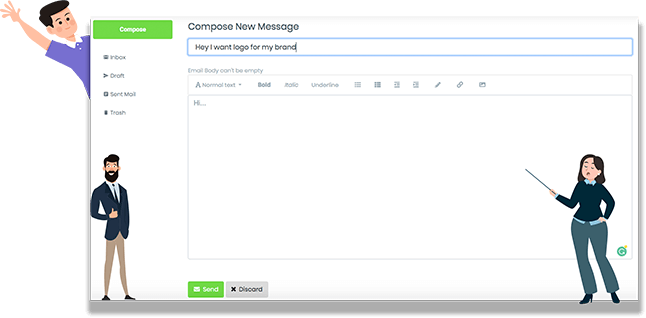 Compose
Compose New Message
Hey I want logo for my brand
Inbox
Email Body can't be empty
Draft
Normal text Bold Italic Underline
Sent Mail
Hi....
Trash
Send Discard